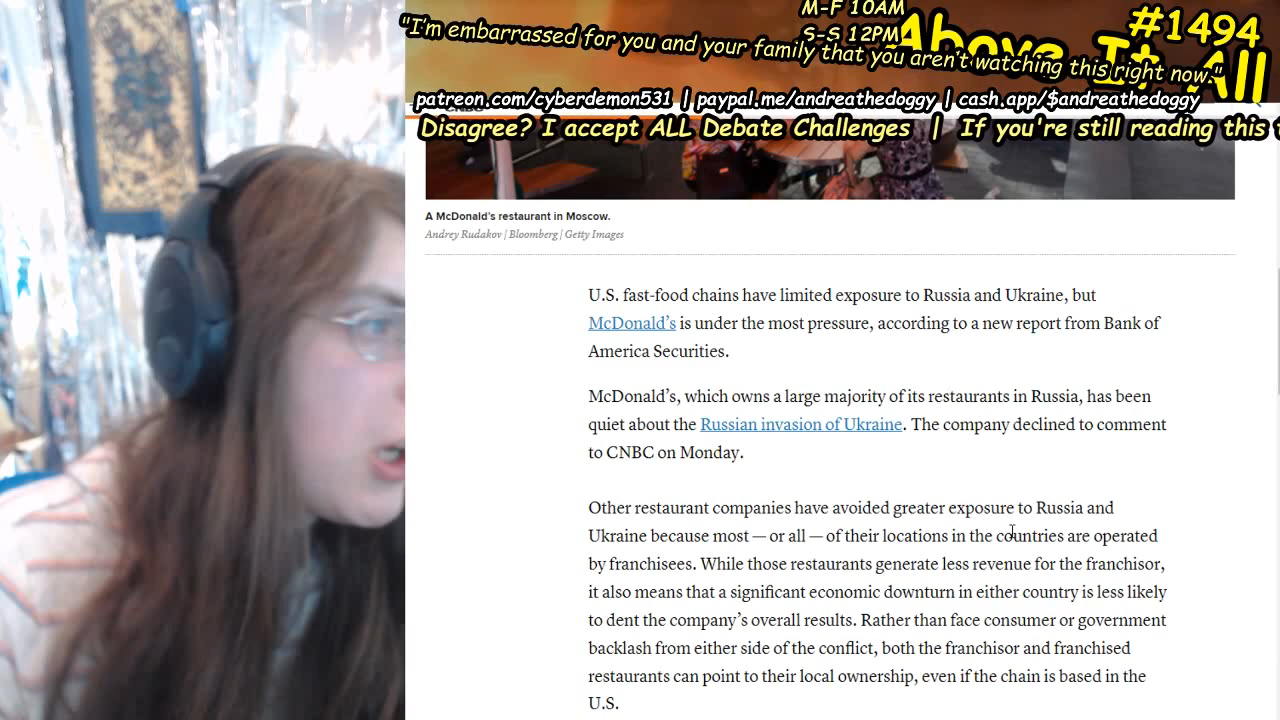 M-F 10AM
S-S 12PM
Above It All
#1494
"I'm embarrassed for you and your family that you aren't watching this right now."
patreon.com/cyberdemon531 | paypal.me/andreathedoggy | cash.app/$andreathedoggy
Disagree? I accept ALL Debate Challenges | If you're still reading this
A McDonald's restaurant in Moscow.
Andrey Rudakov | Bloomberg | Getty Images
U.S. fast-food chains have limited exposure to Russia and Ukraine, but
McDonald's is under the most pressure, according to a new report from Bank of
America Securities.
McDonald's, which owns a large majority of its restaurants in Russia, has been
quiet about the Russian invasion of Ukraine. The company declined to comment
to CNBC on Monday.
Other restaurant companies have avoided greater exposure to Russia and
Ukraine because most — or all — of their locations in the countries are operated
by franchisees. While those restaurants generate less revenue for the franchisor,
it also means that a significant economic downturn in either country is less likely
to dent the company's overall results. Rather than face consumer or government
backlash from either side of the conflict, both the franchisor and franchised
restaurants can point to their local ownership, even if the chain is based in the
U.S.